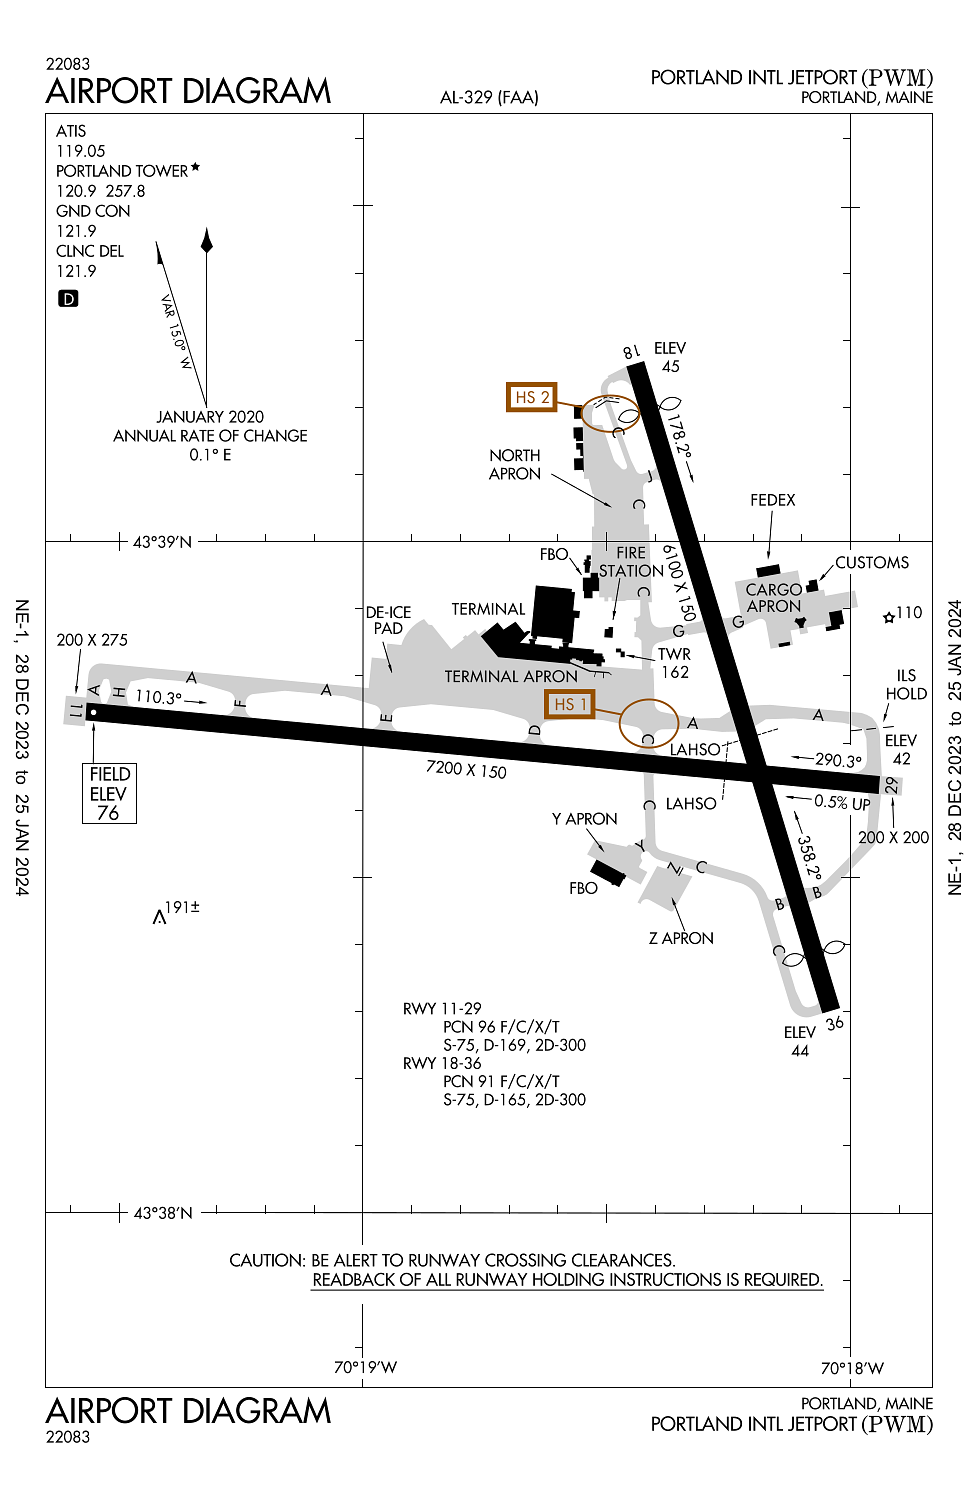 22083
AIRPORT DIAGRAM
AL-329 (FAA)
PORTLAND INTL JETPORT (PWM)
PORTLAND, MAINE
ATIS
119.05
PORTLAND TOWER★
120.9 257.8
GND CON
121.9
CLNC DEL
121.9
D
VAR 15.0° W
JANUARY 2020
ANNUAL RATE OF CHANGE
0.1° E
18
ELEV
45
HS 2
C
178.2°
NORTH
APRON
J
C
FEDEX
43°39'N
FBO
FIRE
STATION
6100 X 150
CUSTOMS
CARGO
APRON
C
DE-ICE
PAD
TERMINAL
110
G
G
200 X 275
TWR
162
TERMINAL APRON
ILS
HOLD
A
H
A
110.3°
F
A
E
D
HS 1
C
A
A
11
LAHSO
ELEV
42
290.3°
FIELD
ELEV
76
7200 X 150
29
0.5% UP
LAHSO
C
200 X 200
Y APRON
Y
358.2°
FBO
Z
C
B
B
191±
Z APRON
C
RWY 11-29
PCN 96 F/C/X/T
S-75, D-169, 2D-300
RWY 18-36
PCN 91 F/C/X/T
S-75, D-165, 2D-300
36
ELEV
44
43°38'N
CAUTION: BE ALERT TO RUNWAY CROSSING CLEARANCES.
READBACK OF ALL RUNWAY HOLDING INSTRUCTIONS IS REQUIRED.
70°19'W
70°18'W
AIRPORT DIAGRAM
22083
PORTLAND, MAINE
PORTLAND INTL JETPORT (PWM)
NE-1, 28 DEC 2023 to 25 JAN 2024
NE-1, 28 DEC 2023 to 25 JAN 2024